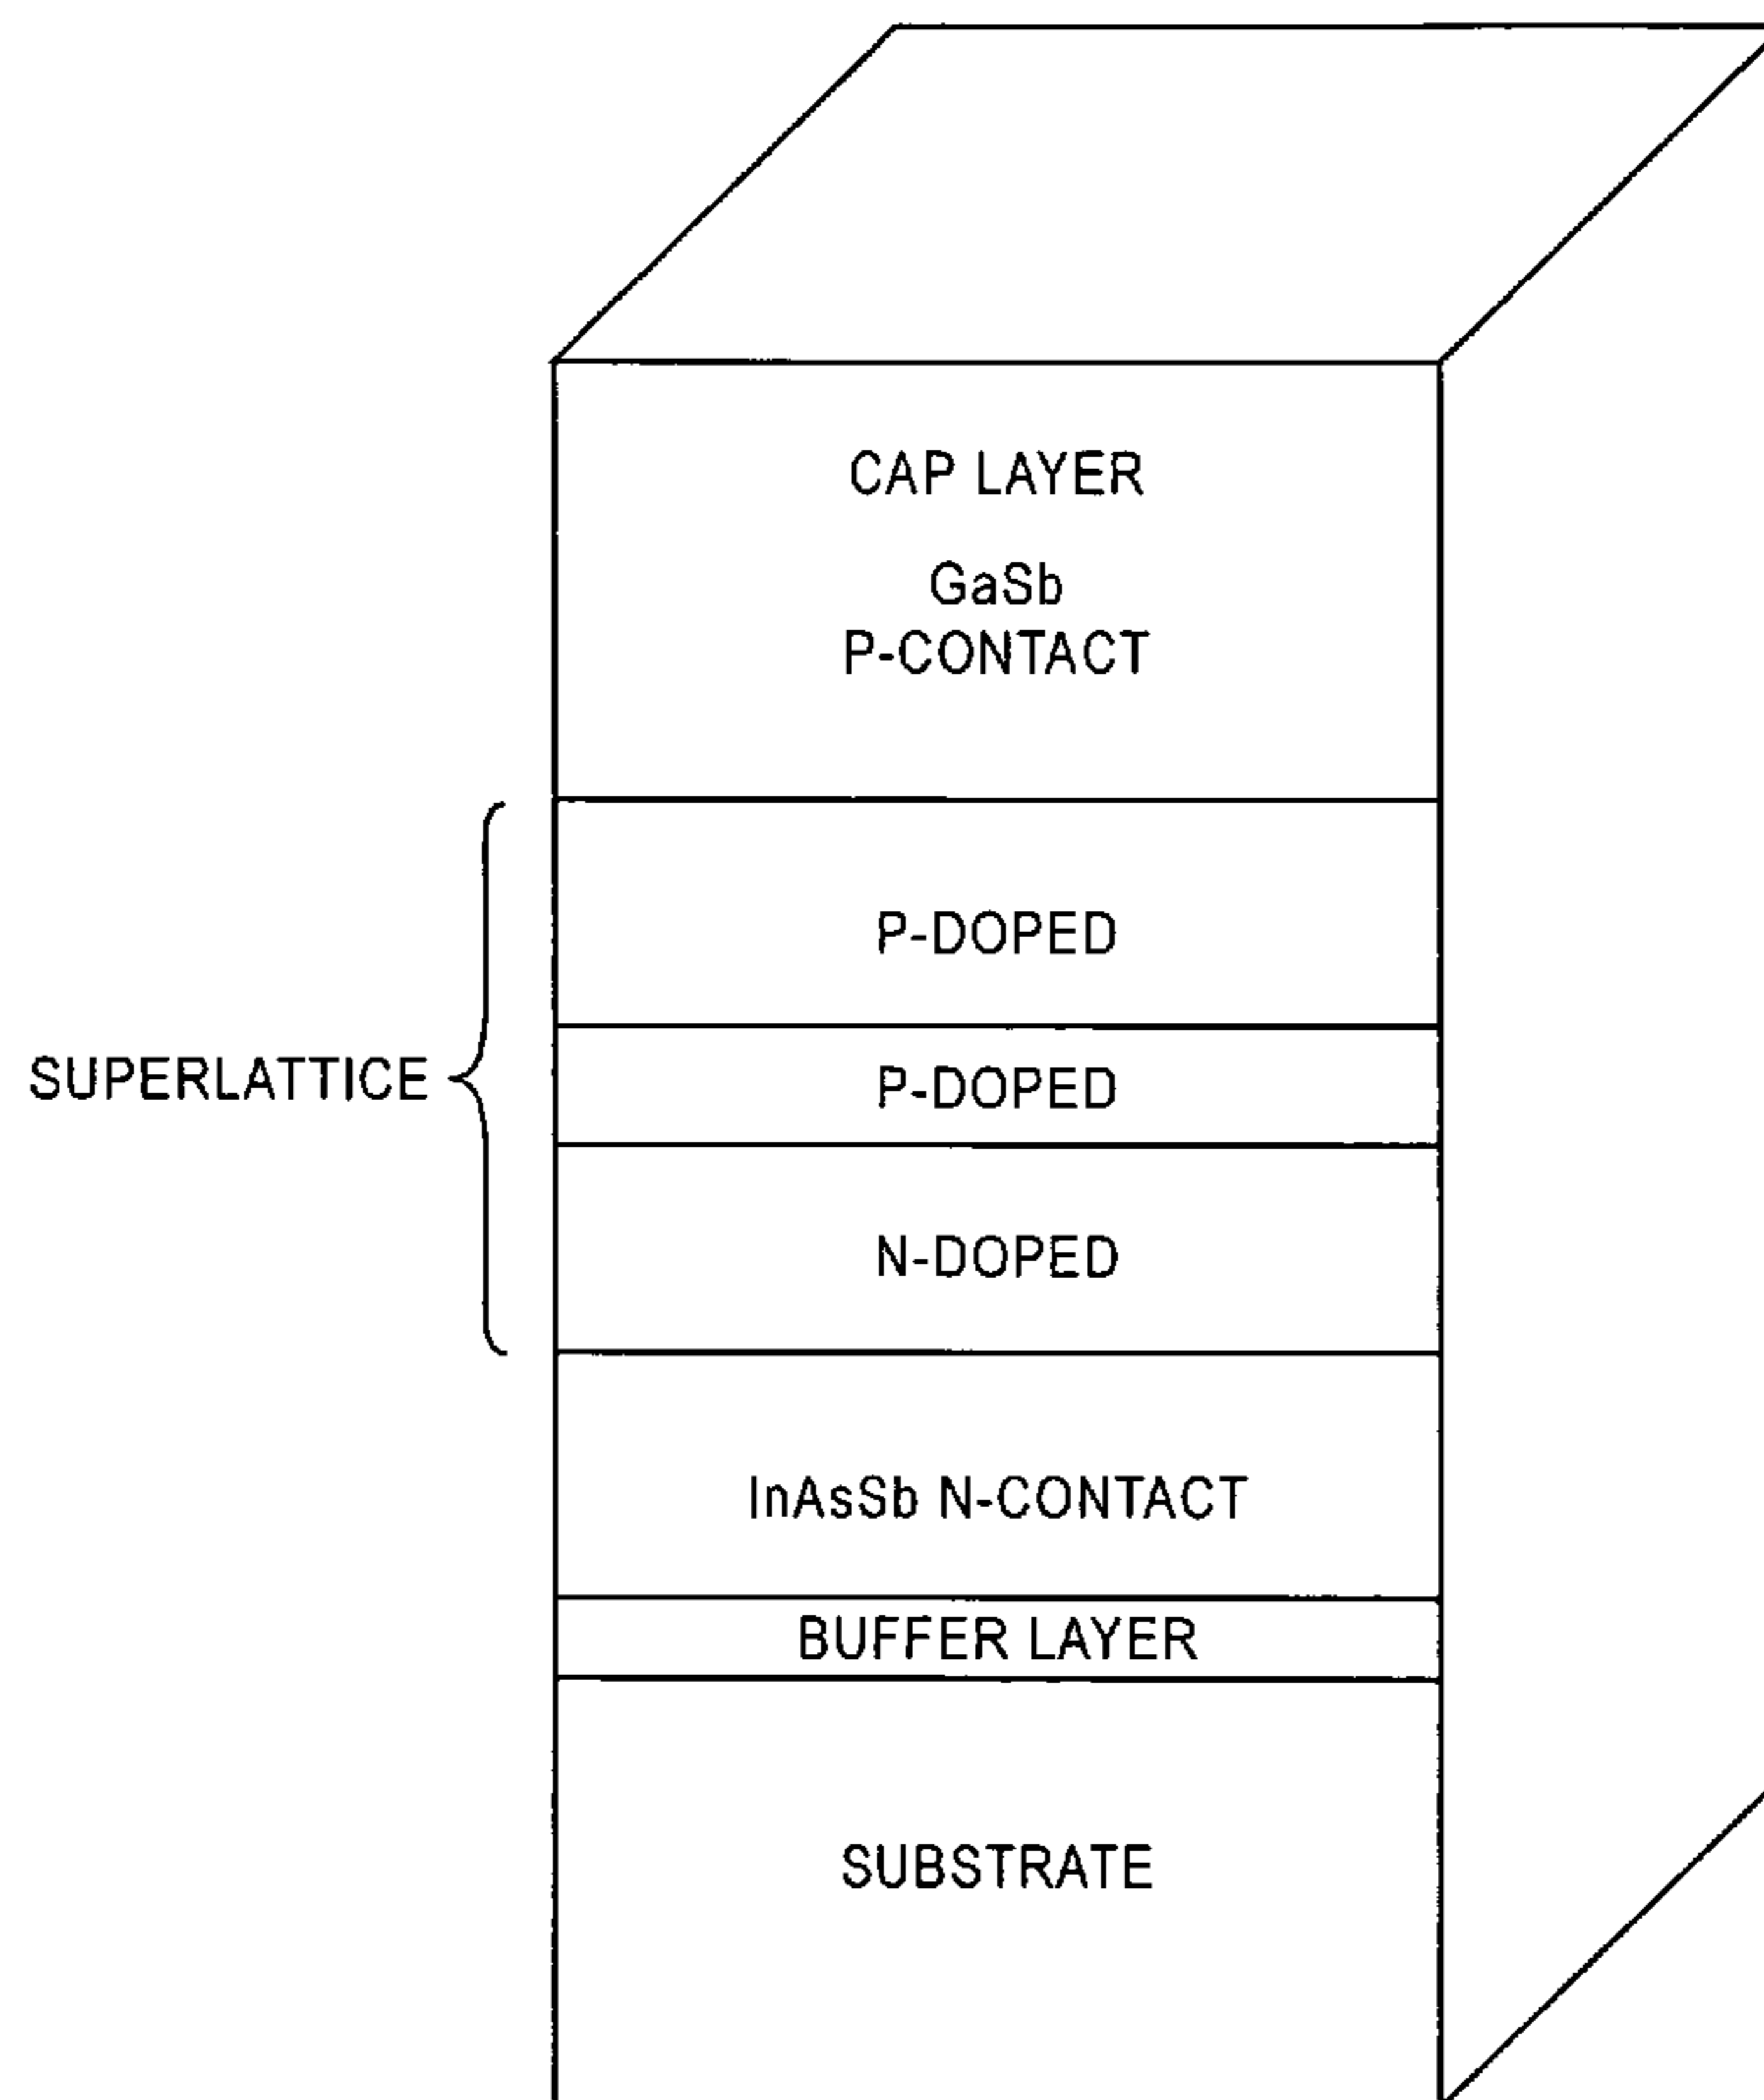 CAP LAYER
GaSb
P-CONTACT
P-DOPED
SUPERLATTICE
P-DOPED
N-DOPED
InAsSb N-CONTACT
BUFFER LAYER
SUBSTRATE